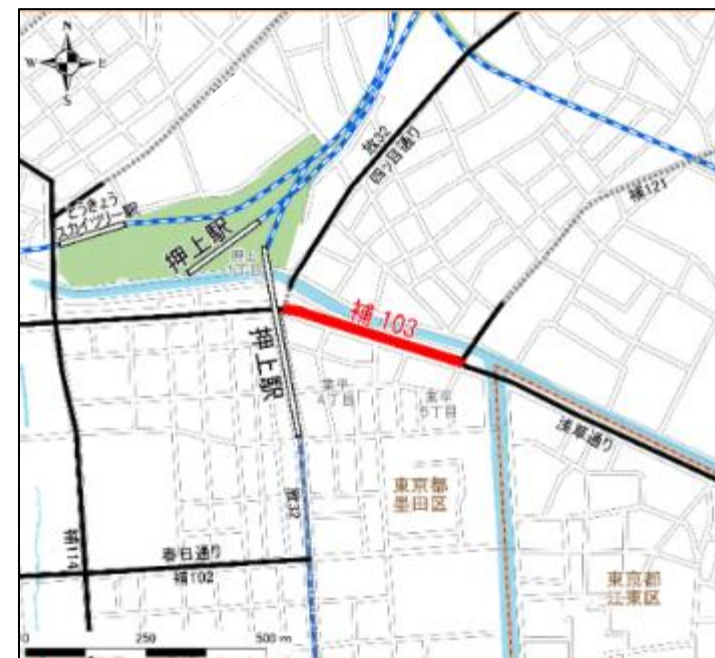 N
W
E
S
放32
四ツ目通り
補121
とうきょう
スカイツリー駅
押上駅
押上
1丁目
補 103
押上駅
業平
4丁目
業平
5丁目
浅草通り
東京都
墨田区
放32
補114
春日通り
補102
東京都
江東区
0
250
500 m